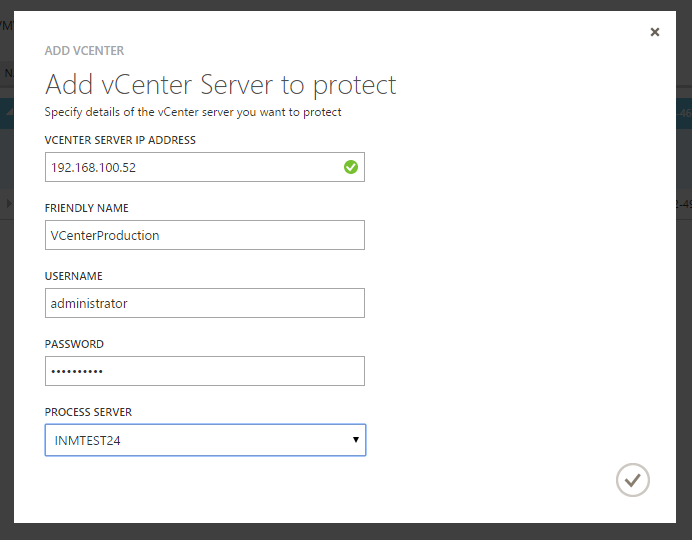 ADD VCENTER
Add vCenter Server to protect
Specify details of the vCenter server you want to protect
VCENTER SERVER IP ADDRESS
192.168.100.52
FRIENDLY NAME
VCenterProduction
USERNAME
administrator
PASSWORD
••••••••••
PROCESS SERVER
INMTEST24